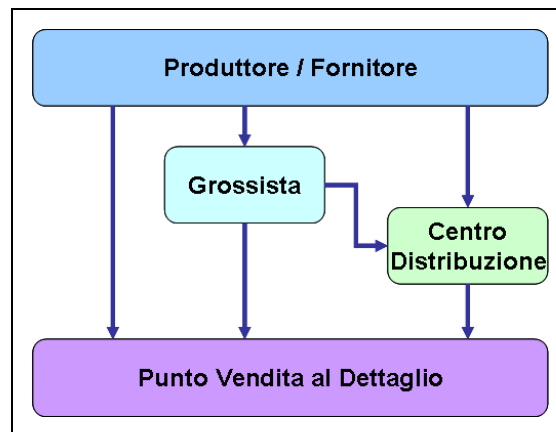 Produttore / Fornitore
Grossista
Centro
Distribuzione
Punto Vendita al Dettaglio